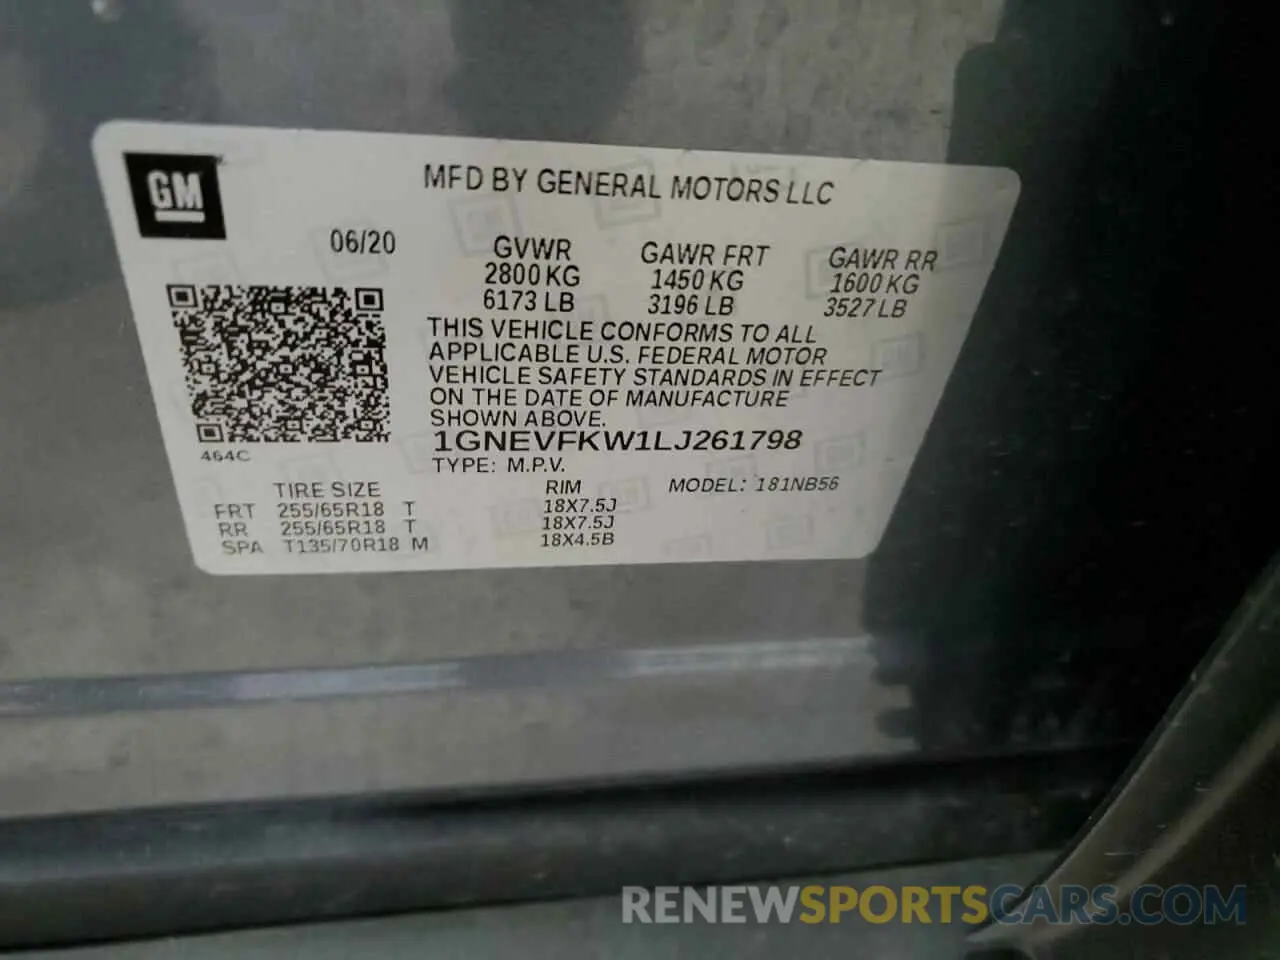 GM
MFD BY GENERAL MOTORS LLC
06/20
GVWR GAWR FRT GAWR RR
2800 KG 1450 KG 1600 KG
6173 LB 3196 LB 3527 LB
THIS VEHICLE CONFORMS TO ALL
APPLICABLE U.S. FEDERAL MOTOR
VEHICLE SAFETY STANDARDS IN EFFECT
ON THE DATE OF MANUFACTURE
SHOWN ABOVE.
1GNEVFKW1LJ261798
464C
TYPE: M.P.V.
TIRE SIZE RIM MODEL: 181NB56
FRT 255/65R18 T 18X7.5J
RR 255/65R18 T 18X7.5J
SPA T135/70R18 M 18X4.5B
RENEWSPORTSCARS.COM